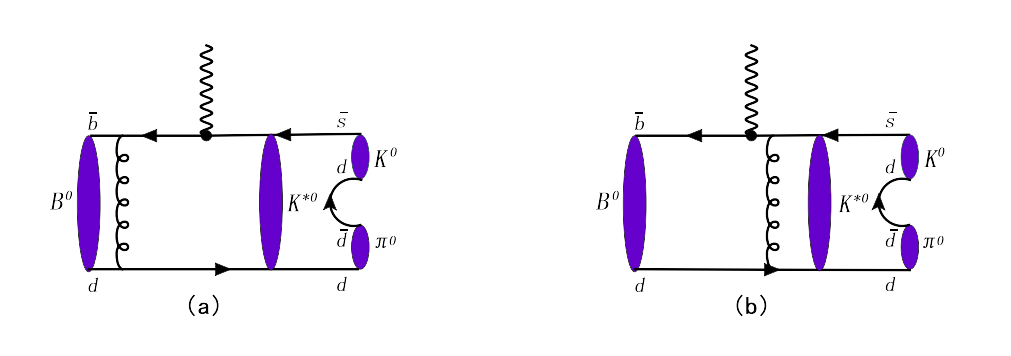 b̄ s̄ b̄ s̄
d K⁰ d K⁰
B⁰ K*⁰ B⁰ K*⁰
d̄ π⁰ d̄ π⁰
d d d d
(a) (b)